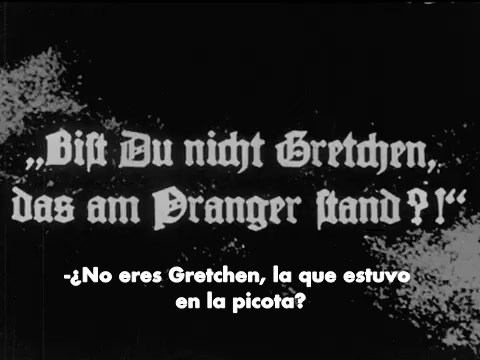 „Bist Du nicht Gretchen,
das am Pranger stand?!“
-¿No eres Gretchen, la que estuvo
en la picota?